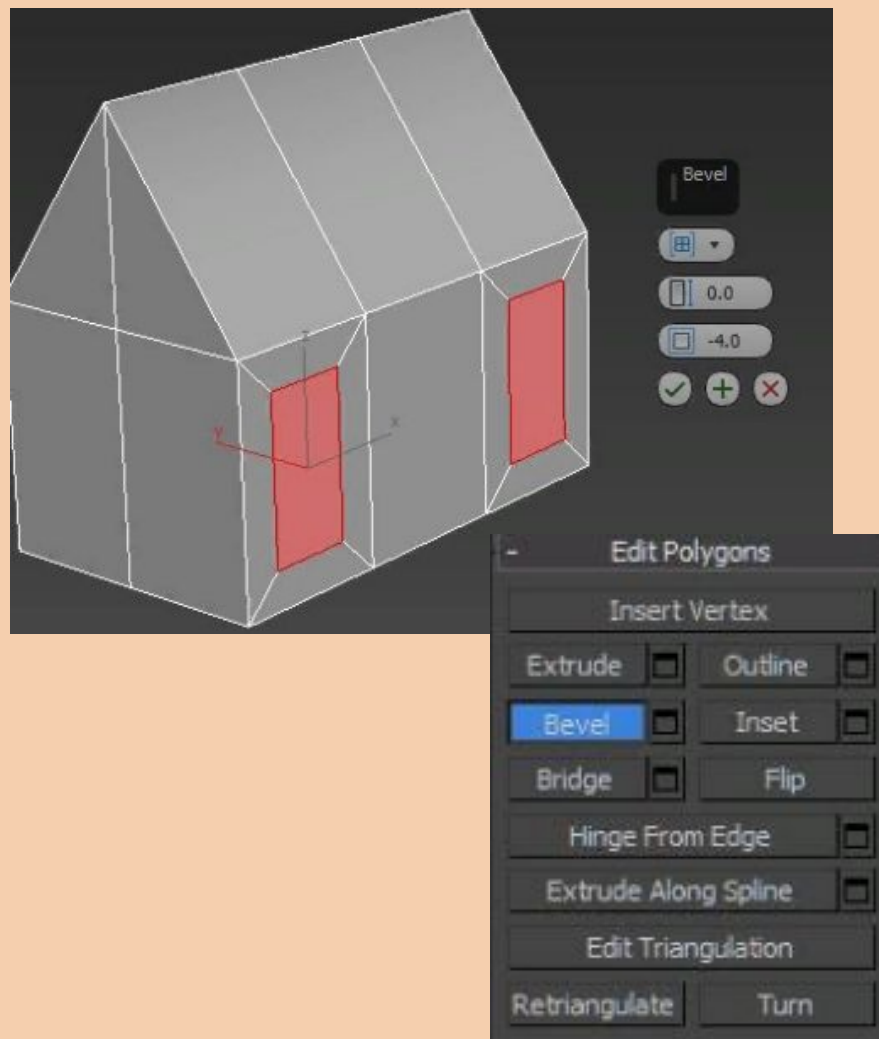 Bevel
0.0
-4.0
z
y
x
- Edit Polygons
Insert Vertex
Extrude Outline
Bevel Inset
Bridge Flip
Hinge From Edge
Extrude Along Spline
Edit Triangulation
Retriangulate Turn